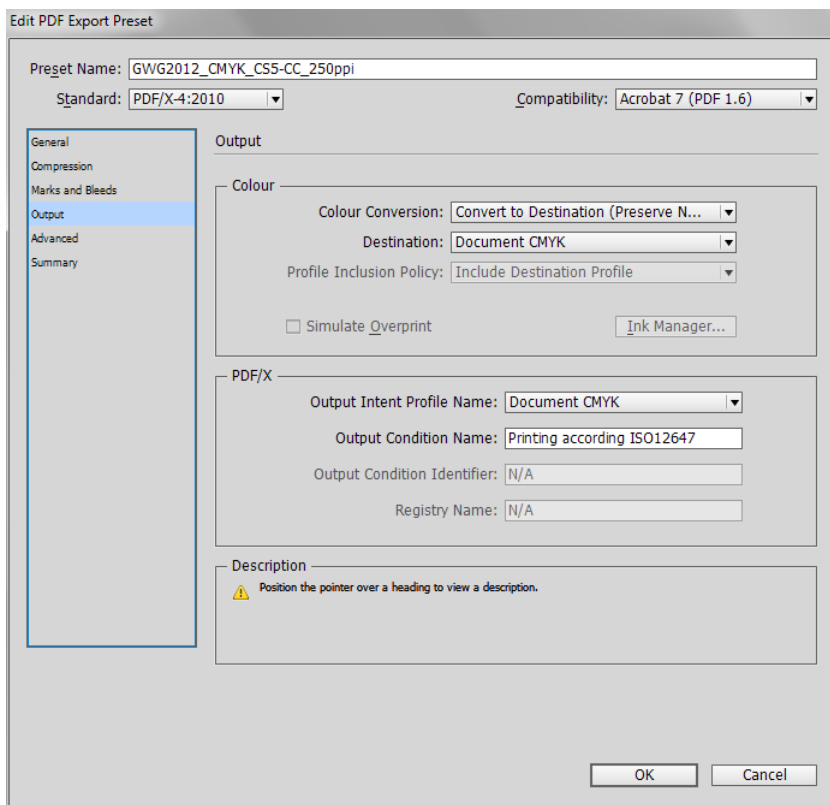 Edit PDF Export Preset
Preset Name: GWG2012_CMYK_CS5-CC_250ppi
Standard: PDF/X-4:2010 Compatibility: Acrobat 7 (PDF 1.6)
General
Compression
Marks and Bleeds
Output
Advanced
Summary
Output
Colour
Colour Conversion: Convert to Destination (Preserve N...
Destination: Document CMYK
Profile Inclusion Policy: Include Destination Profile
Simulate Overprint Ink Manager...
PDF/X
Output Intent Profile Name: Document CMYK
Output Condition Name: Printing according ISO12647
Output Condition Identifier: N/A
Registry Name: N/A
Description
Position the pointer over a heading to view a description.
OK Cancel